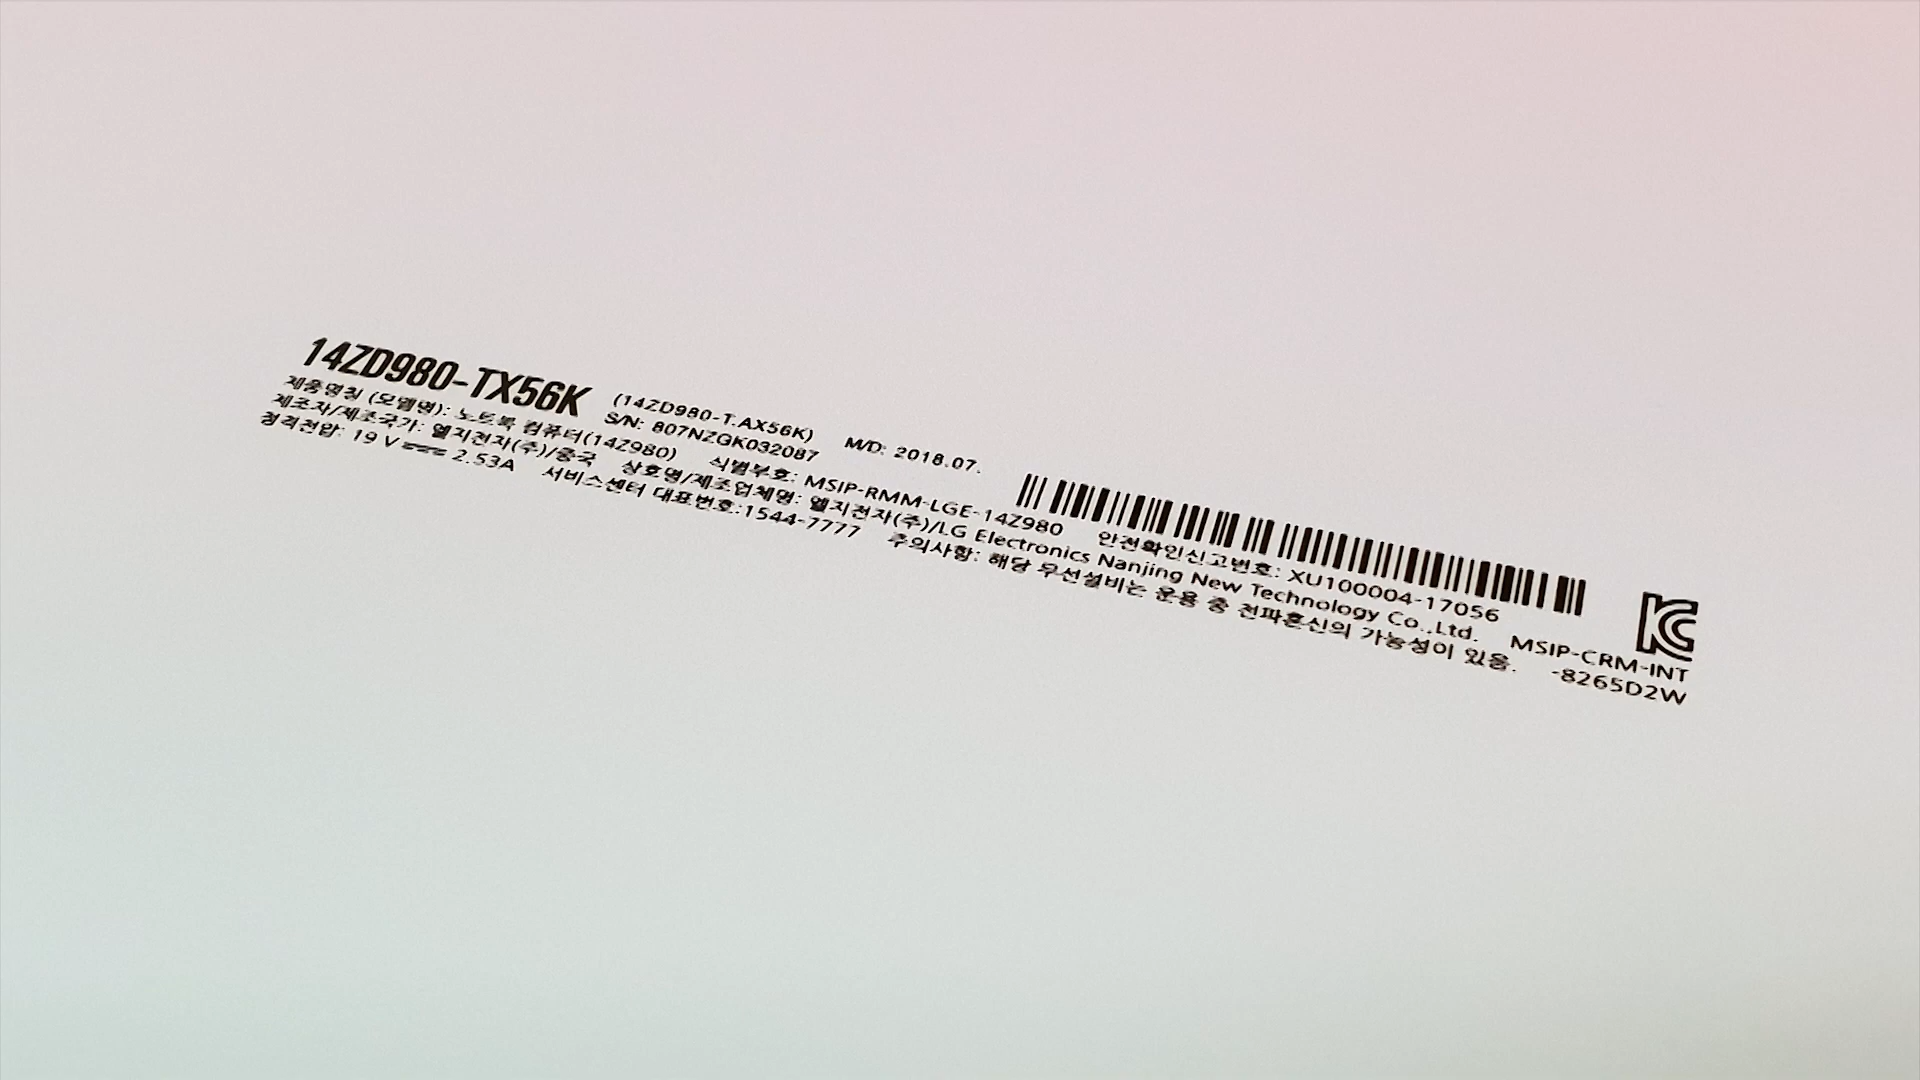 14ZD980-TX56K (14ZD980-T.AX56K) M/D: 2018.07.
S/N: 807NZGK032087
제품명칭 (모델명): 노트북 컴퓨터(14Z980) 식별부호: MSIP-RMM-LGE-14Z980 안전확인신고번호: XU100004-17056
제조자/제조국가: 엘지전자(주)/중국 상호명/제조업체명: 엘지전자(주)/LG Electronics Nanjing New Technology Co.,Ltd. MSIP-CRM-INT
정격전압: 19 V 2.53A 서비스센터 대표번호:1544-7777 주의사항: 해당 무선설비는 운용 중 전파혼신의 가능성이 있음. -8265D2W